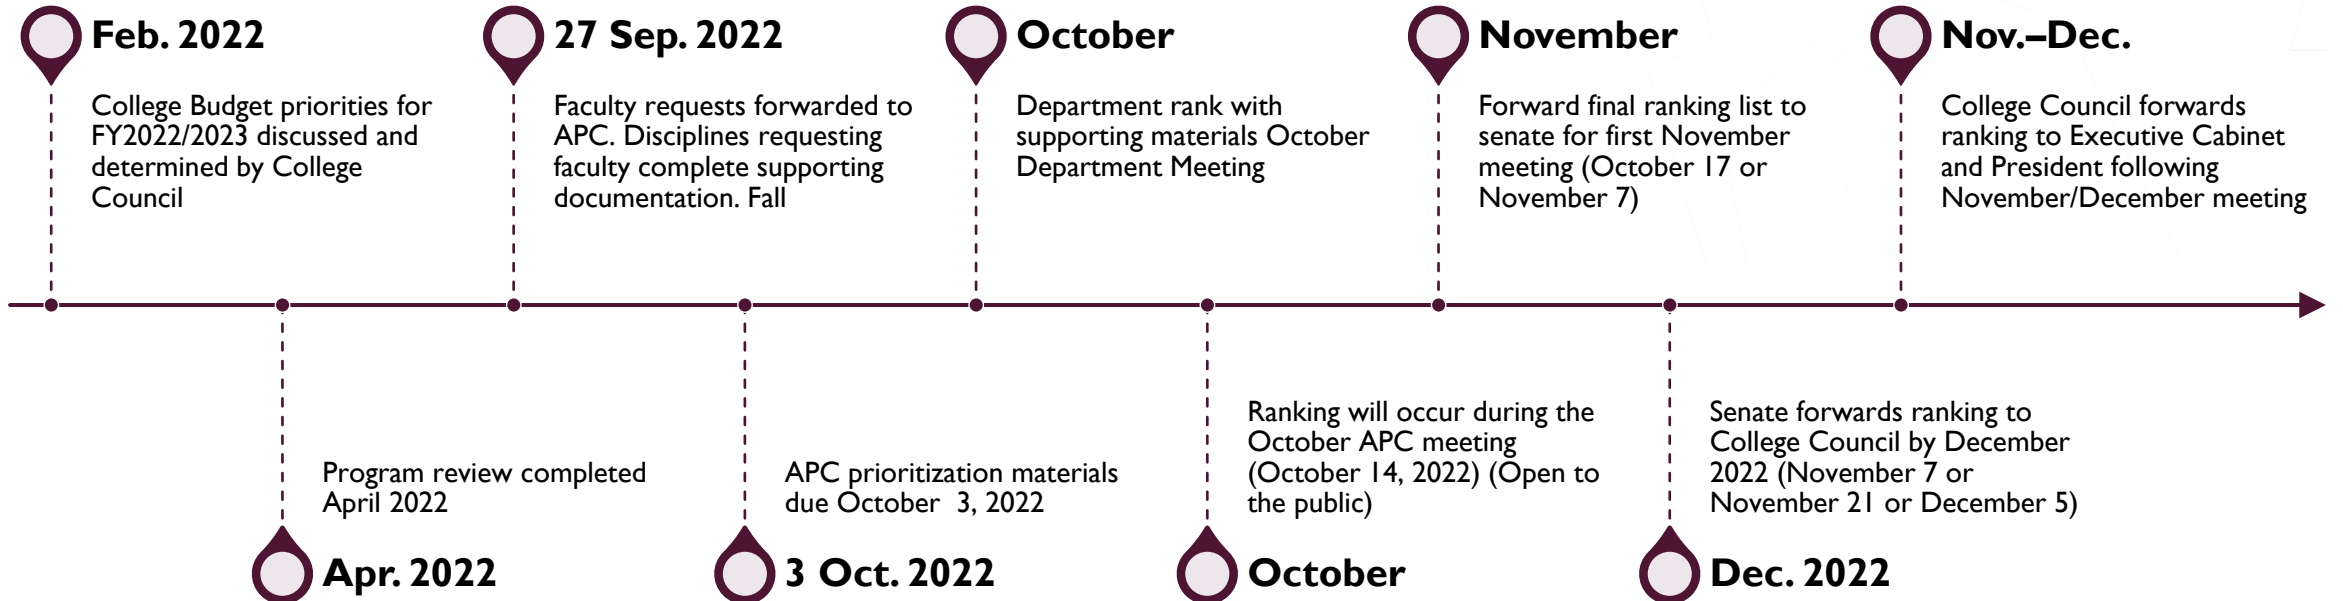 Feb. 2022
College Budget priorities for
FY2022/2023 discussed and
determined by College
Council
Apr. 2022
Program review completed
April 2022
27 Sep. 2022
Faculty requests forwarded to
APC. Disciplines requesting
faculty complete supporting
documentation. Fall
3 Oct. 2022
APC prioritization materials
due October  3, 2022
October
Department rank with
supporting materials October
Department Meeting
October
Ranking will occur during the
October APC meeting
(October 14, 2022) (Open to
the public)
November
Forward final ranking list to
senate for first November
meeting (October 17 or
November 7)
Dec. 2022
Senate forwards ranking to
College Council by December
2022 (November 7 or
November 21 or December 5)
Nov.–Dec.
College Council forwards
ranking to Executive Cabinet
and President following
November/December meeting